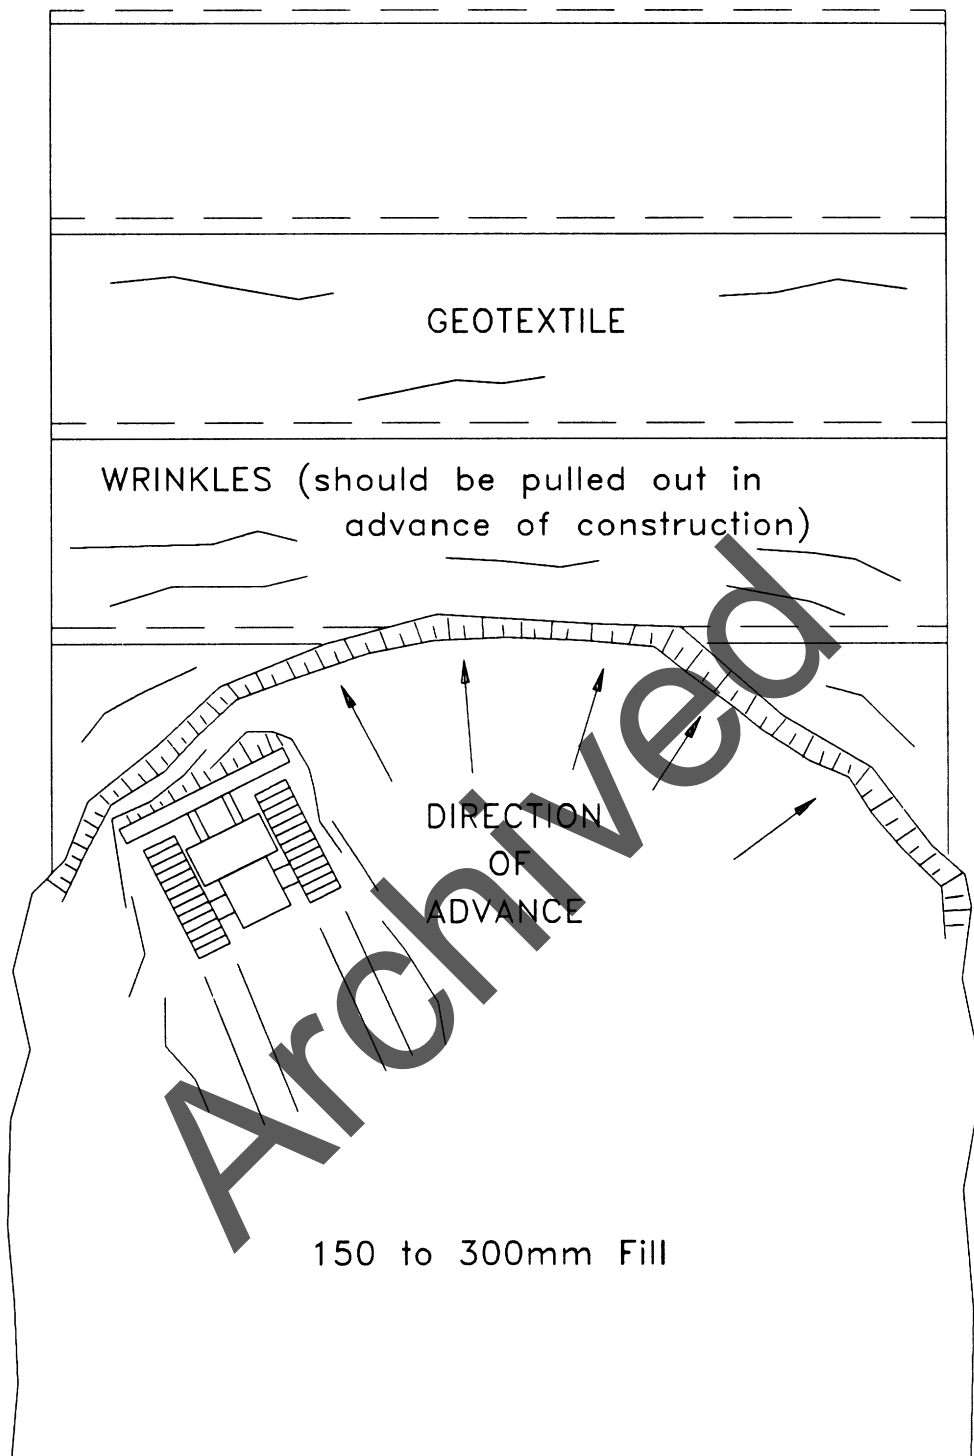 GEOTEXTILE
WRINKLES (should be pulled out in
advance of construction)
DIRECTION
OF
ADVANCE
Archived
150 to 300mm Fill